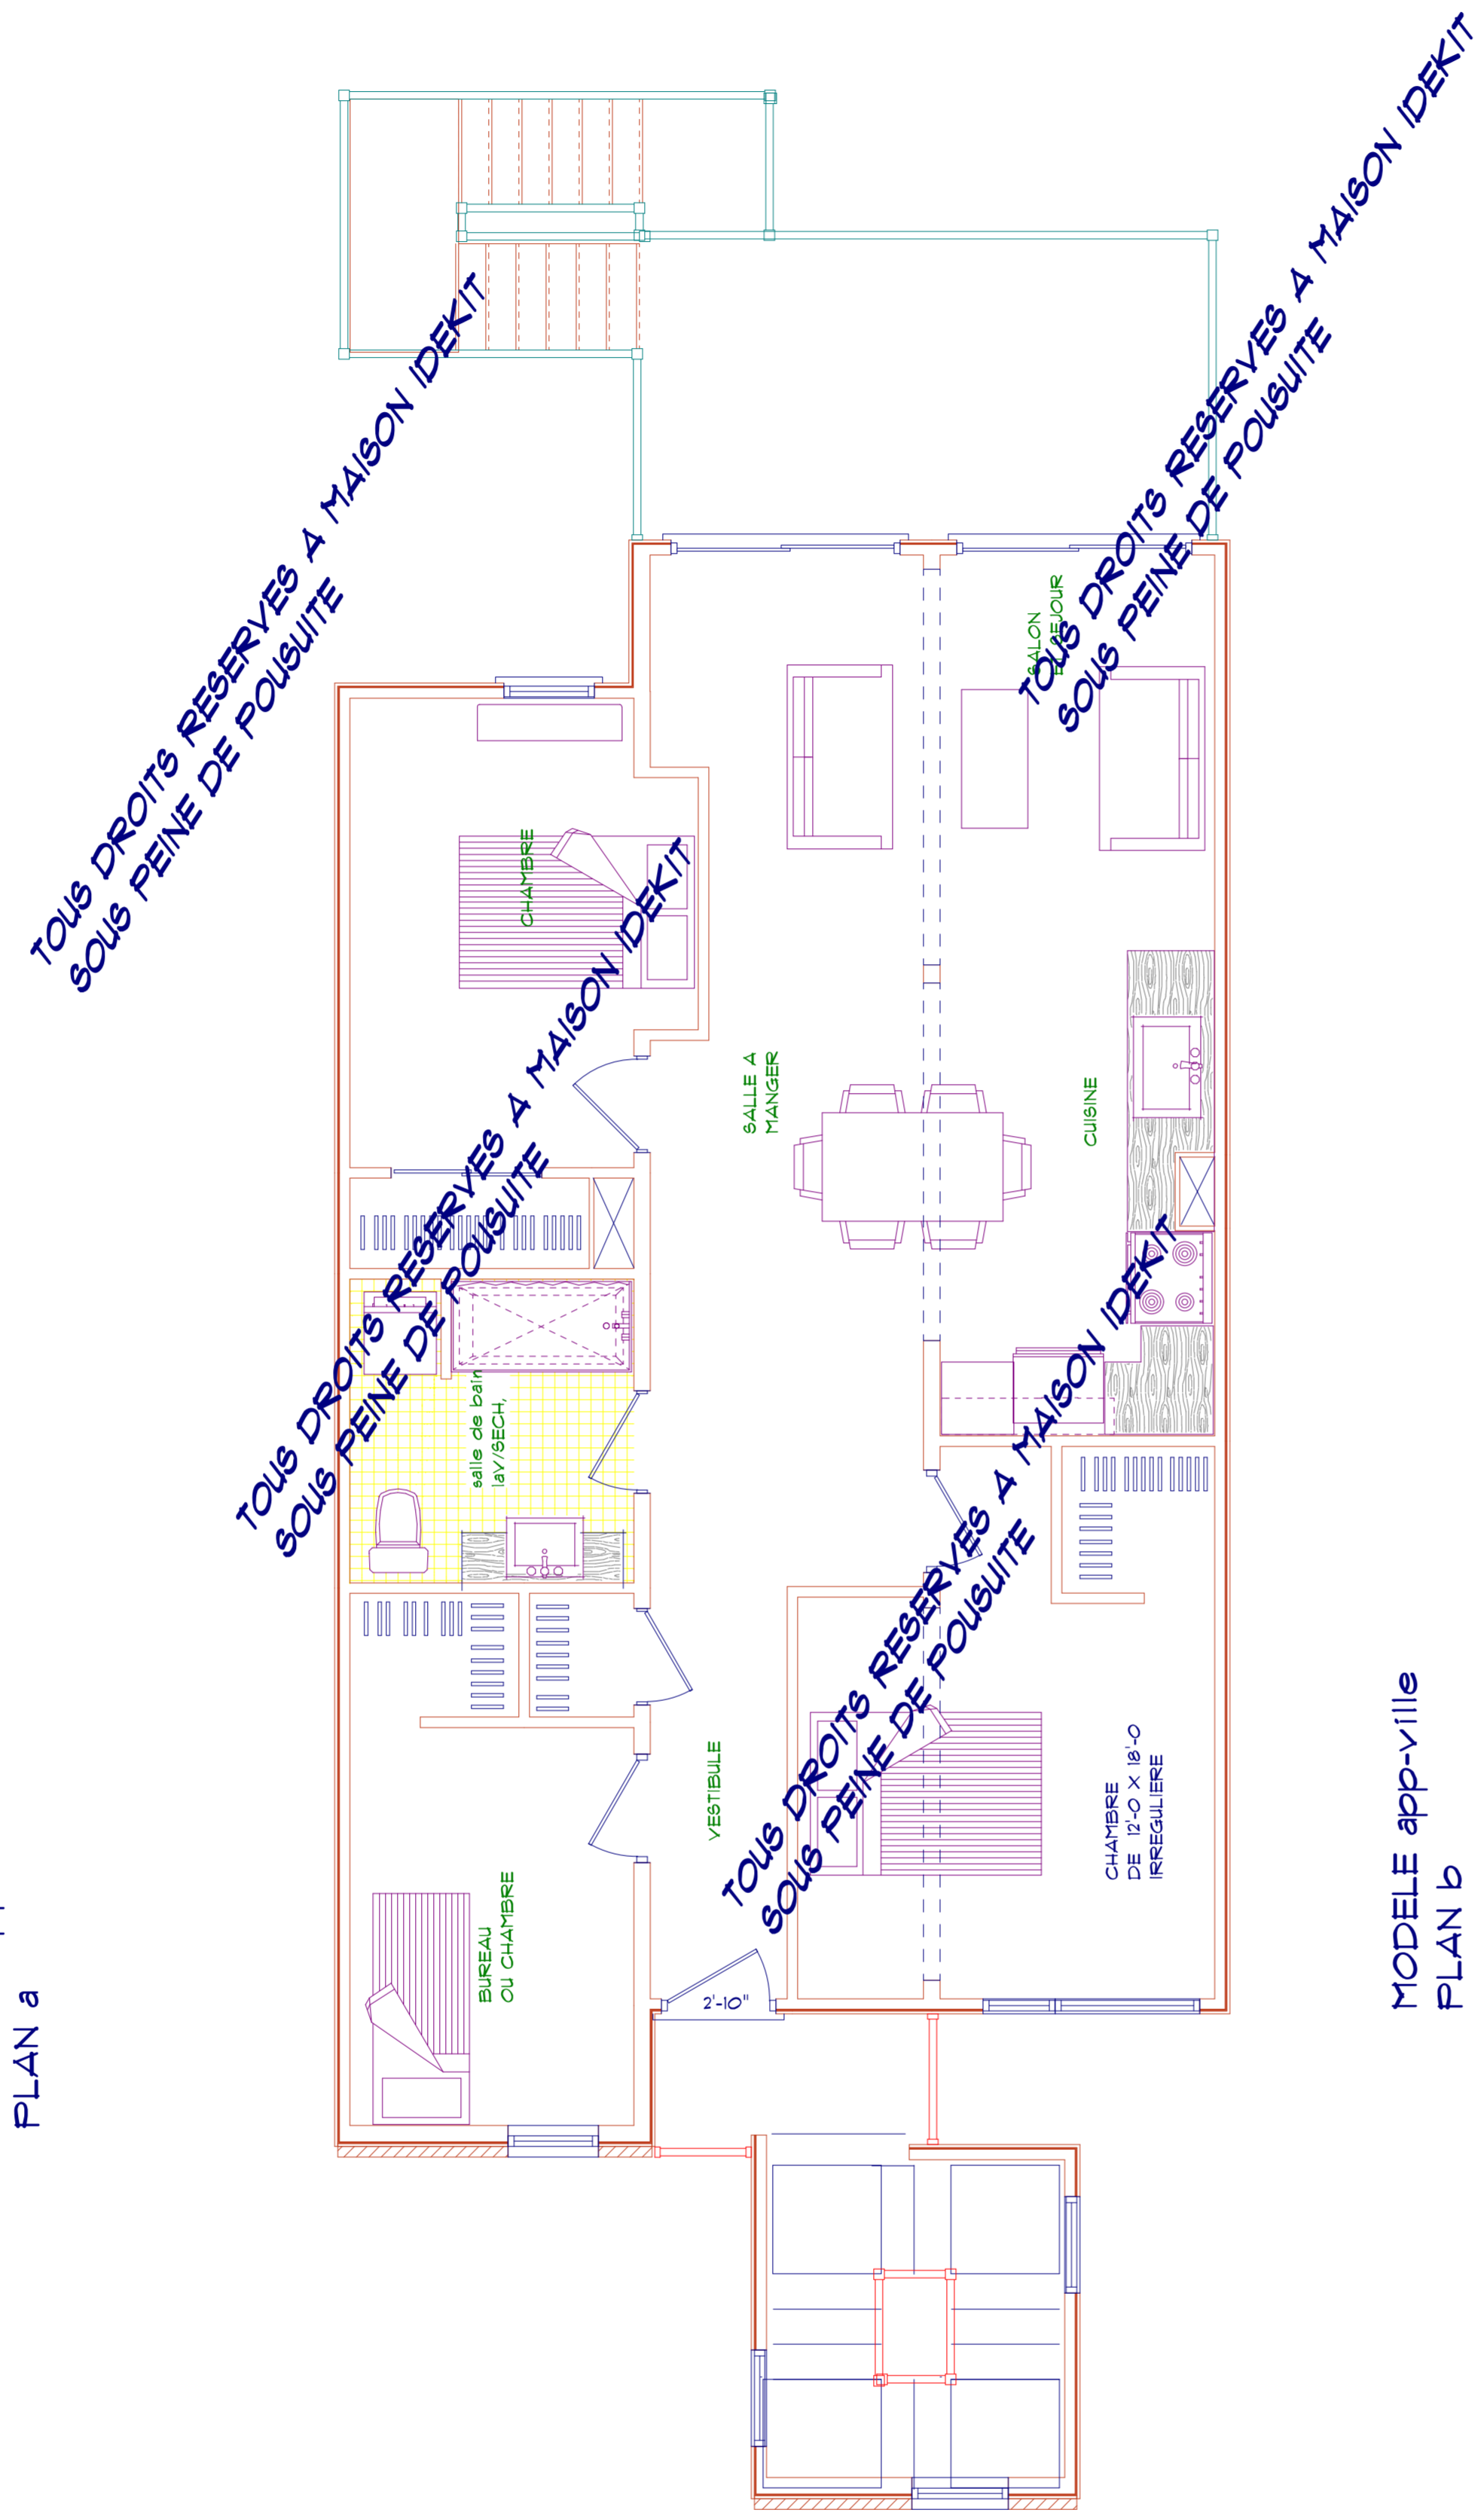 TOUS DROITS RESERVES A MAISON IDEKIT
SOUS PEINE DE POUSUITE
TOUS DROITS RESERVES A MAISON IDEKIT
SOUS PEINE DE POUSUITE
SALON
ET SEJOUR
CHAMBRE
TOUS DROITS RESERVES A MAISON IDEKIT
SOUS PEINE DE POUSUITE
SALLE A
MANGER
CUISINE
salle de bain
laV/SECH,
TOUS DROITS RESERVES A MAISON IDEKIT
SOUS PEINE DE POUSUITE
VESTIBULE
CHAMBRE
DE 12'-0 X 18'-0
IRREGULIERE
BUREAU
OU CHAMBRE
2'-10"
PLAN a
MODELE app-ville
PLAN b